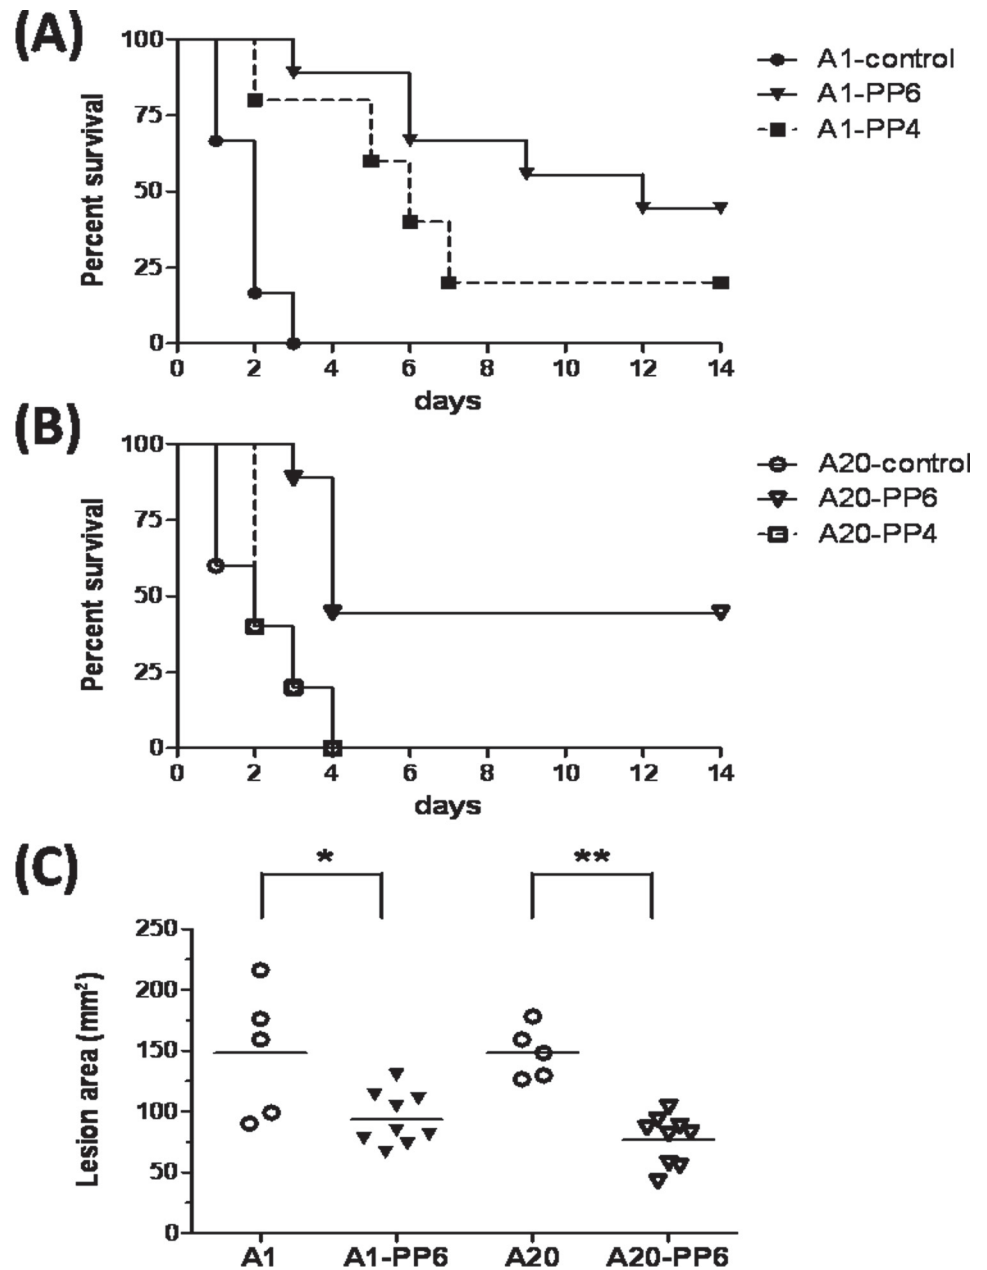 (A)
100
75
50
25
0
Percent survival
0 2 4 6 8 10 12 14
days
A1-control
A1-PP6
A1-PP4
(B)
100
75
50
25
0
Percent survival
0 2 4 6 8 10 12 14
days
A20-control
A20-PP6
A20-PP4
(C)
* **
250
200
150
100
50
0
Lesion area (mm²)
A1 A1-PP6 A20 A20-PP6